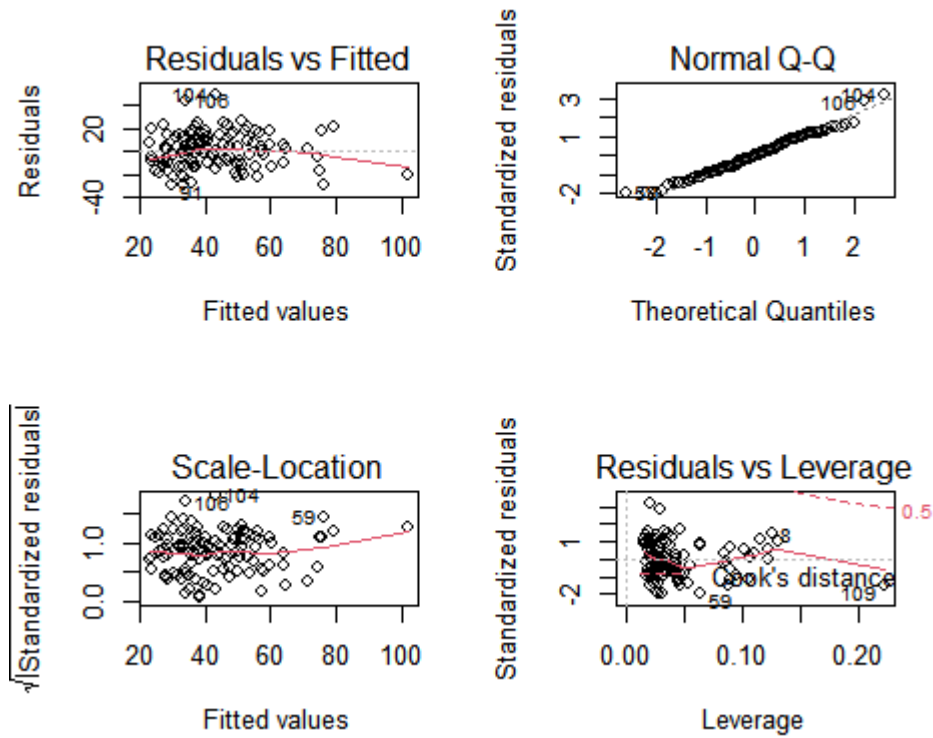 Residuals vs Fitted
Residuals
20
-40
104
106
91
20 40 60 80 100
Fitted values
Normal Q-Q
Standardized residuals
3
1
-2
104
106
-2 -1 0 1 2
Theoretical Quantiles
Scale-Location
√|Standardized residuals|
1.0
0.0
106
104
59
20 40 60 80 100
Fitted values
Residuals vs Leverage
Standardized residuals
1
-2
0.5
8
Cook's distance
59
109
0.00 0.10 0.20
Leverage